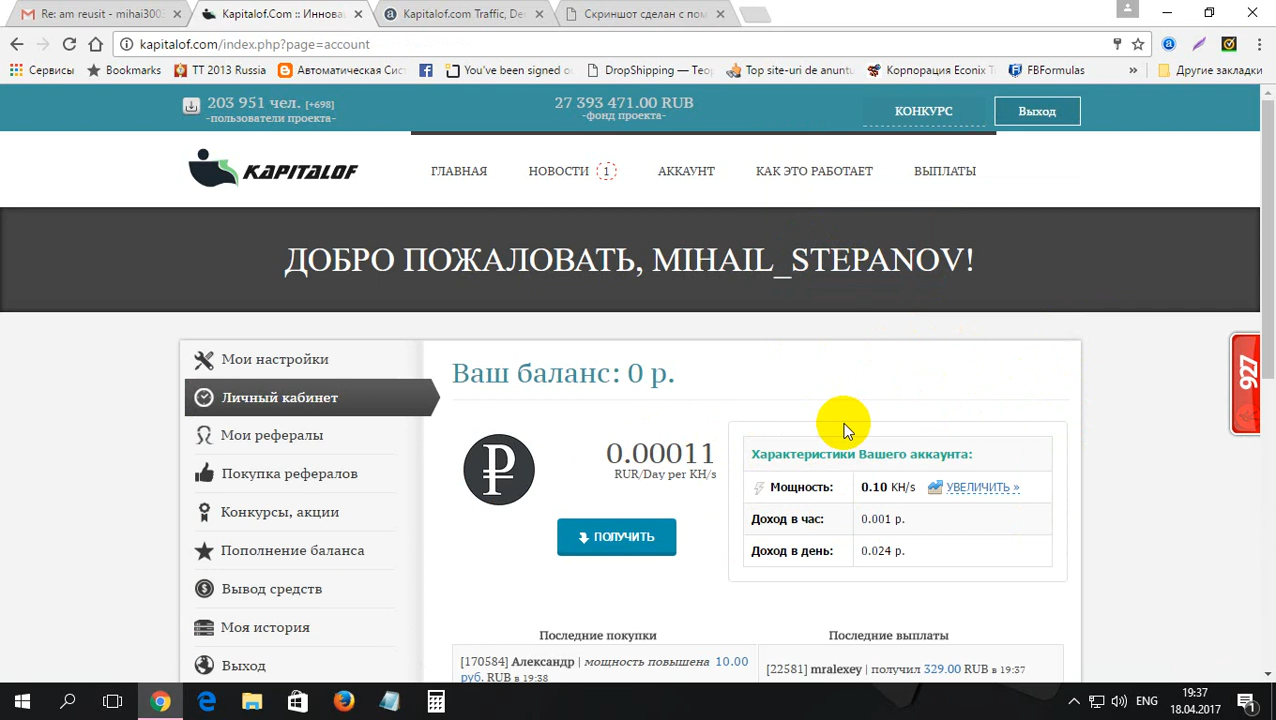 Re: am reusit - mihai300
Kapitalof.Com :: Иннова
Kapitalof.com Traffic, De
Скриншот сделан с пом
kapitalof.com/index.php?page=account
Сервисы
Bookmarks
TT 2013 Russia
Автоматическая Сис
You've been signed o
DropShipping — Teo
Top site-uri de anuntu
Корпорация Econix T
FBFormulas
»
Другие закладки
203 951 чел. [+698]
-пользователи проекта-
27 393 471.00 RUB
-фонд проекта-
КОНКУРС
Выход
KAPITALOF
ГЛАВНАЯ
НОВОСТИ 1
АККАУНТ
КАК ЭТО РАБОТАЕТ
ВЫПЛАТЫ
ДОБРО ПОЖАЛОВАТЬ, MIHAIL_STEPANOV!
Мои настройки
Личный кабинет
Мои рефералы
Покупка рефералов
Конкурсы, акции
Пополнение баланса
Вывод средств
Моя история
Выход
Ваш баланс: 0 р.
0.00011
RUR/Day per KH/s
ПОЛУЧИТЬ
Характеристики Вашего аккаунта:
Мощность: 0.10 KH/s УВЕЛИЧИТЬ »
Доход в час: 0.001 р.
Доход в день: 0.024 р.
227
Последние покупки
[170584] Александр | мощность повышена 10.00
руб. RUB в 19:38
Последние выплаты
[22581] mralexey | получил 329.00 RUB в 19:37
ENG
19:37
18.04.2017
1